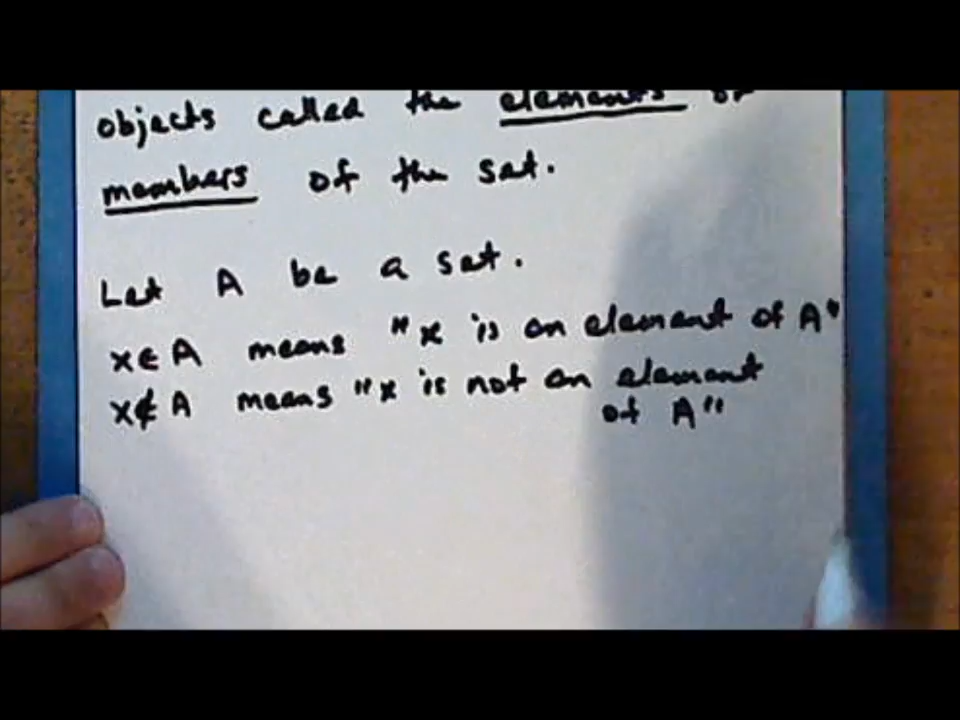 objects called the elements or
members of the set.
Let A be a set.
x∈A means "x is an element of A"
x∉A means "x is not an element
of A"